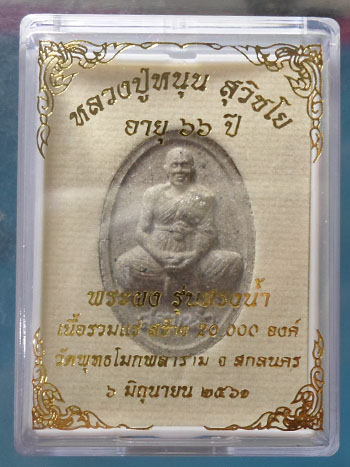 หลวงปู่หนุน สุวิชโย
อายุ ๖๖ ปี
พระผง รุ่นสรงน้ำ
เนื้อรวมแร่ สร้าง 20,000 องค์
วัดพุทธโมกพลาราม จ สกลนคร
๖ มิถุนายน ๒๕๖๑